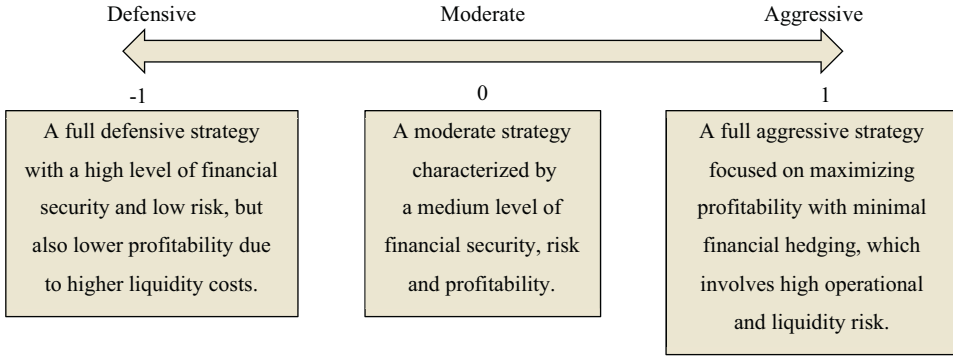 Defensive
Moderate
Aggressive
-1
0
1
A full defensive strategy
with a high level of financial
security and low risk, but
also lower profitability due
to higher liquidity costs.
A moderate strategy
characterized by
a medium level of
financial security, risk
and profitability.
A full aggressive strategy
focused on maximizing
profitability with minimal
financial hedging, which
involves high operational
and liquidity risk.